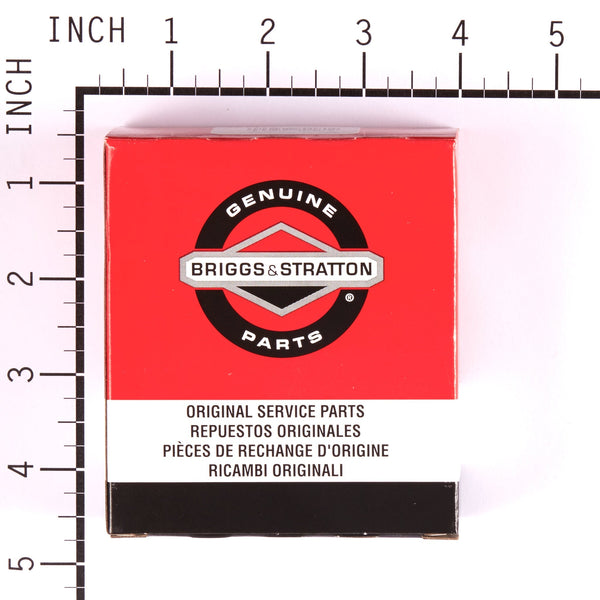 INCH 1 2 3 4 5
INCH
1
2
3
4
5
GENUINE
BRIGGS & STRATTON
®
PARTS
ORIGINAL SERVICE PARTS
REPUESTOS ORIGINALES
PIÈCES DE RECHANGE D'ORIGINE
RICAMBI ORIGINALI